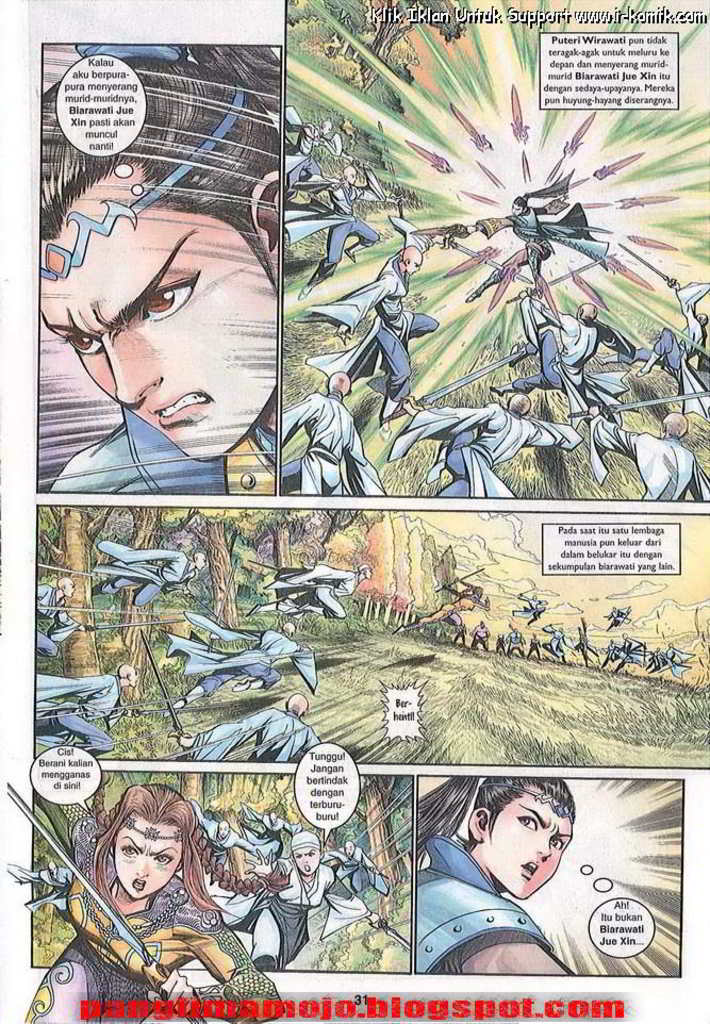 Klik Iklan Untuk Support www.i-komik.com
Kalau
aku berpura-
pura menyerang
murid-muridnya,
Biarawati Jue
Xin pasti akan
muncul
nanti!
Puteri Wirawati pun tidak
teragak-agak untuk meluru ke
depan dan menyerang murid-
murid Biarawati Jue Xin itu
dengan sedaya-upayanya. Mereka
pun huyung-hayang diserangnya.
Pada saat itu satu lembaga
manusia pun keluar dari
dalam belukar itu dengan
sekumpulan biarawati yang lain.
Ber-
henti!
Cis!
Berani kalian
mengganas
di sini!
Tunggu!
Jangan
bertindak
dengan
terburu-
buru!
Ah!
Itu bukan
Biarawati
Jue Xin...
31
panglimamojo.blogspot.com